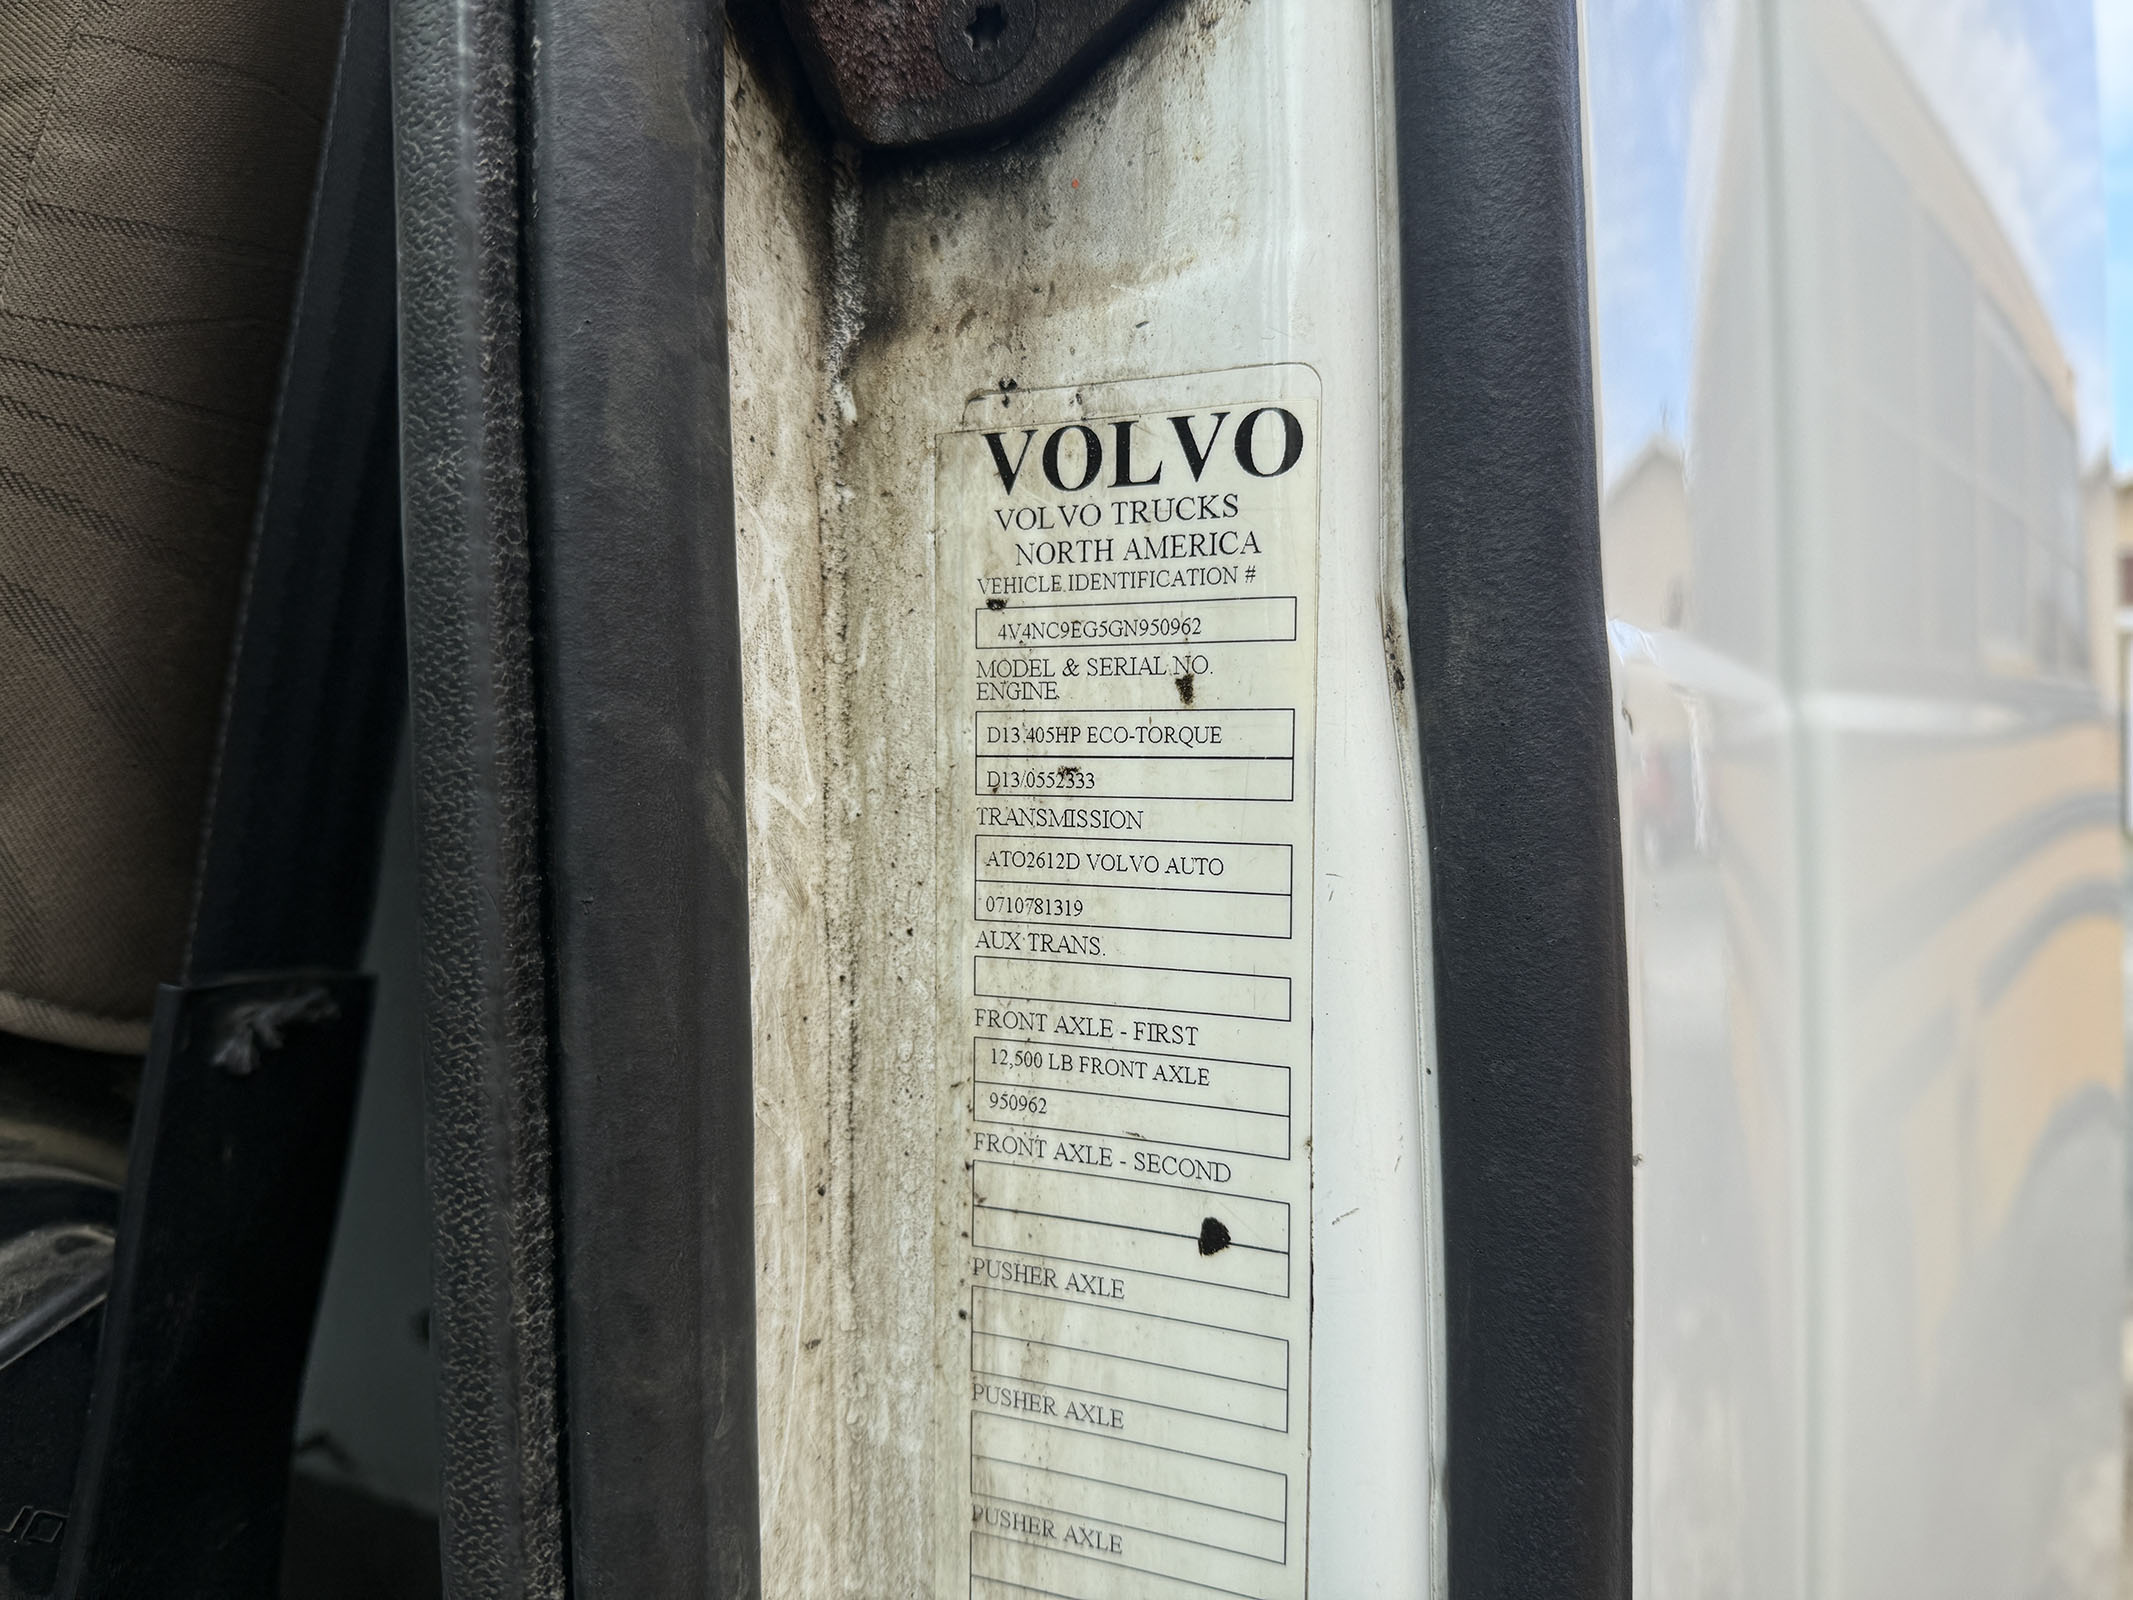 VOLVO
VOLVO TRUCKS
NORTH AMERICA
VEHICLE IDENTIFICATION #
4V4NC9EG5GN950962
MODEL & SERIAL NO.
ENGINE
D13,405HP ECO-TORQUE
D13/0552333
TRANSMISSION
ATO2612D VOLVO AUTO
0710781319
AUX TRANS.
FRONT AXLE - FIRST
12,500 LB FRONT AXLE
950962
FRONT AXLE - SECOND
PUSHER AXLE
PUSHER AXLE
PUSHER AXLE